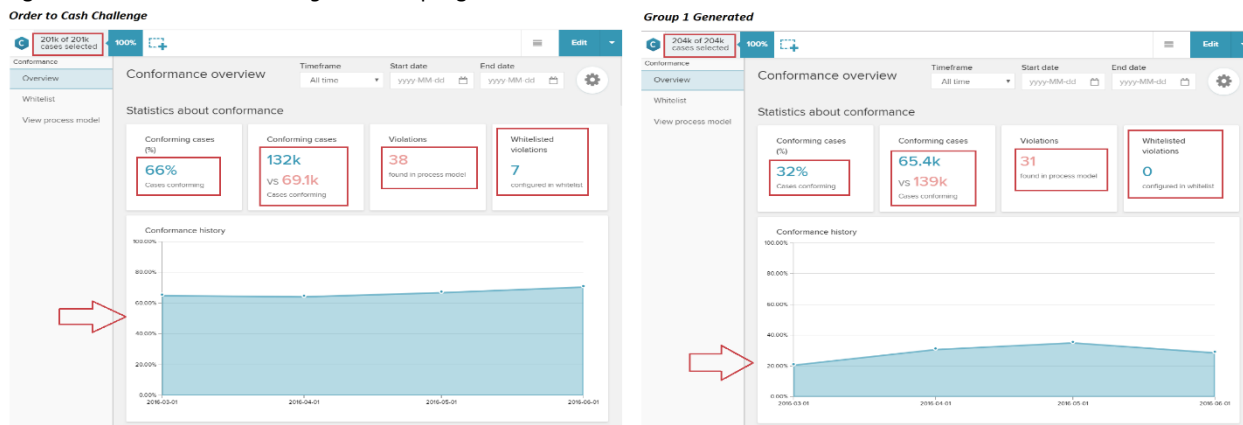 Order to Cash Challenge
C
201k of 201k
cases selected
100%
Edit
Conformance
Overview
Whitelist
View process model
Conformance overview
Timeframe
All time
Start date
yyyy-MM-dd
End date
yyyy-MM-dd
Statistics about conformance
Conforming cases
(%)
66%
Cases conforming
Conforming cases
132k
VS 69.1k
Cases conforming
Violations
38
found in process model
Whitelisted
violations
7
configured in whitelist
Conformance history
100.00%
80.00%
60.00%
40.00%
20.00%
0.00%
2016-03-01
2016-04-01
2016-05-01
2016-06-01
Group 1 Generated
C
204k of 204k
cases selected
100%
Edit
Conformance
Overview
Whitelist
View process model
Conformance overview
Timeframe
All time
Start date
yyyy-MM-dd
End date
yyyy-MM-dd
Statistics about conformance
Conforming cases
(%)
32%
Cases conforming
Conforming cases
65.4k
VS 139k
Cases conforming
Violations
31
found in process model
Whitelisted
violations
0
configured in whitelist
Conformance history
100.00%
80.00%
60.00%
40.00%
20.00%
0.00%
2016-03-01
2016-04-01
2016-05-01
2016-06-01